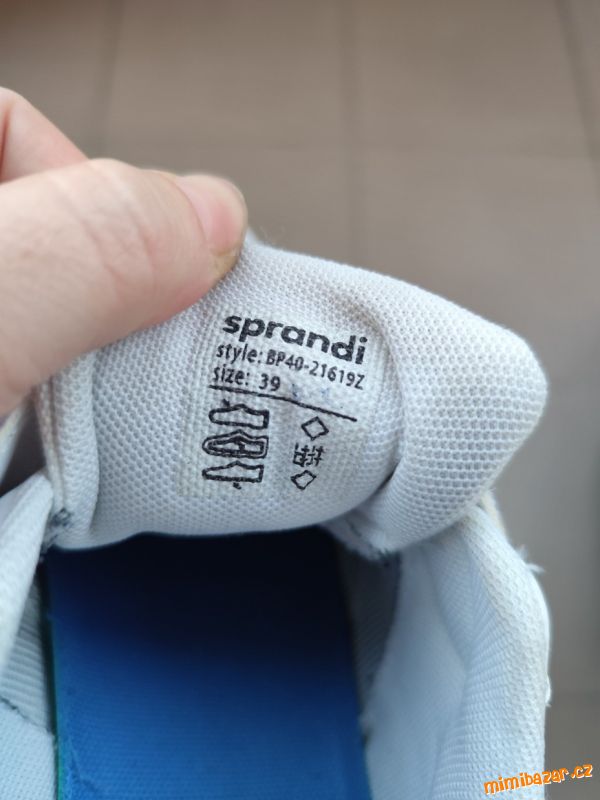 sprandi
style: BP40-21619Z
size: 39
mimibazar.cz